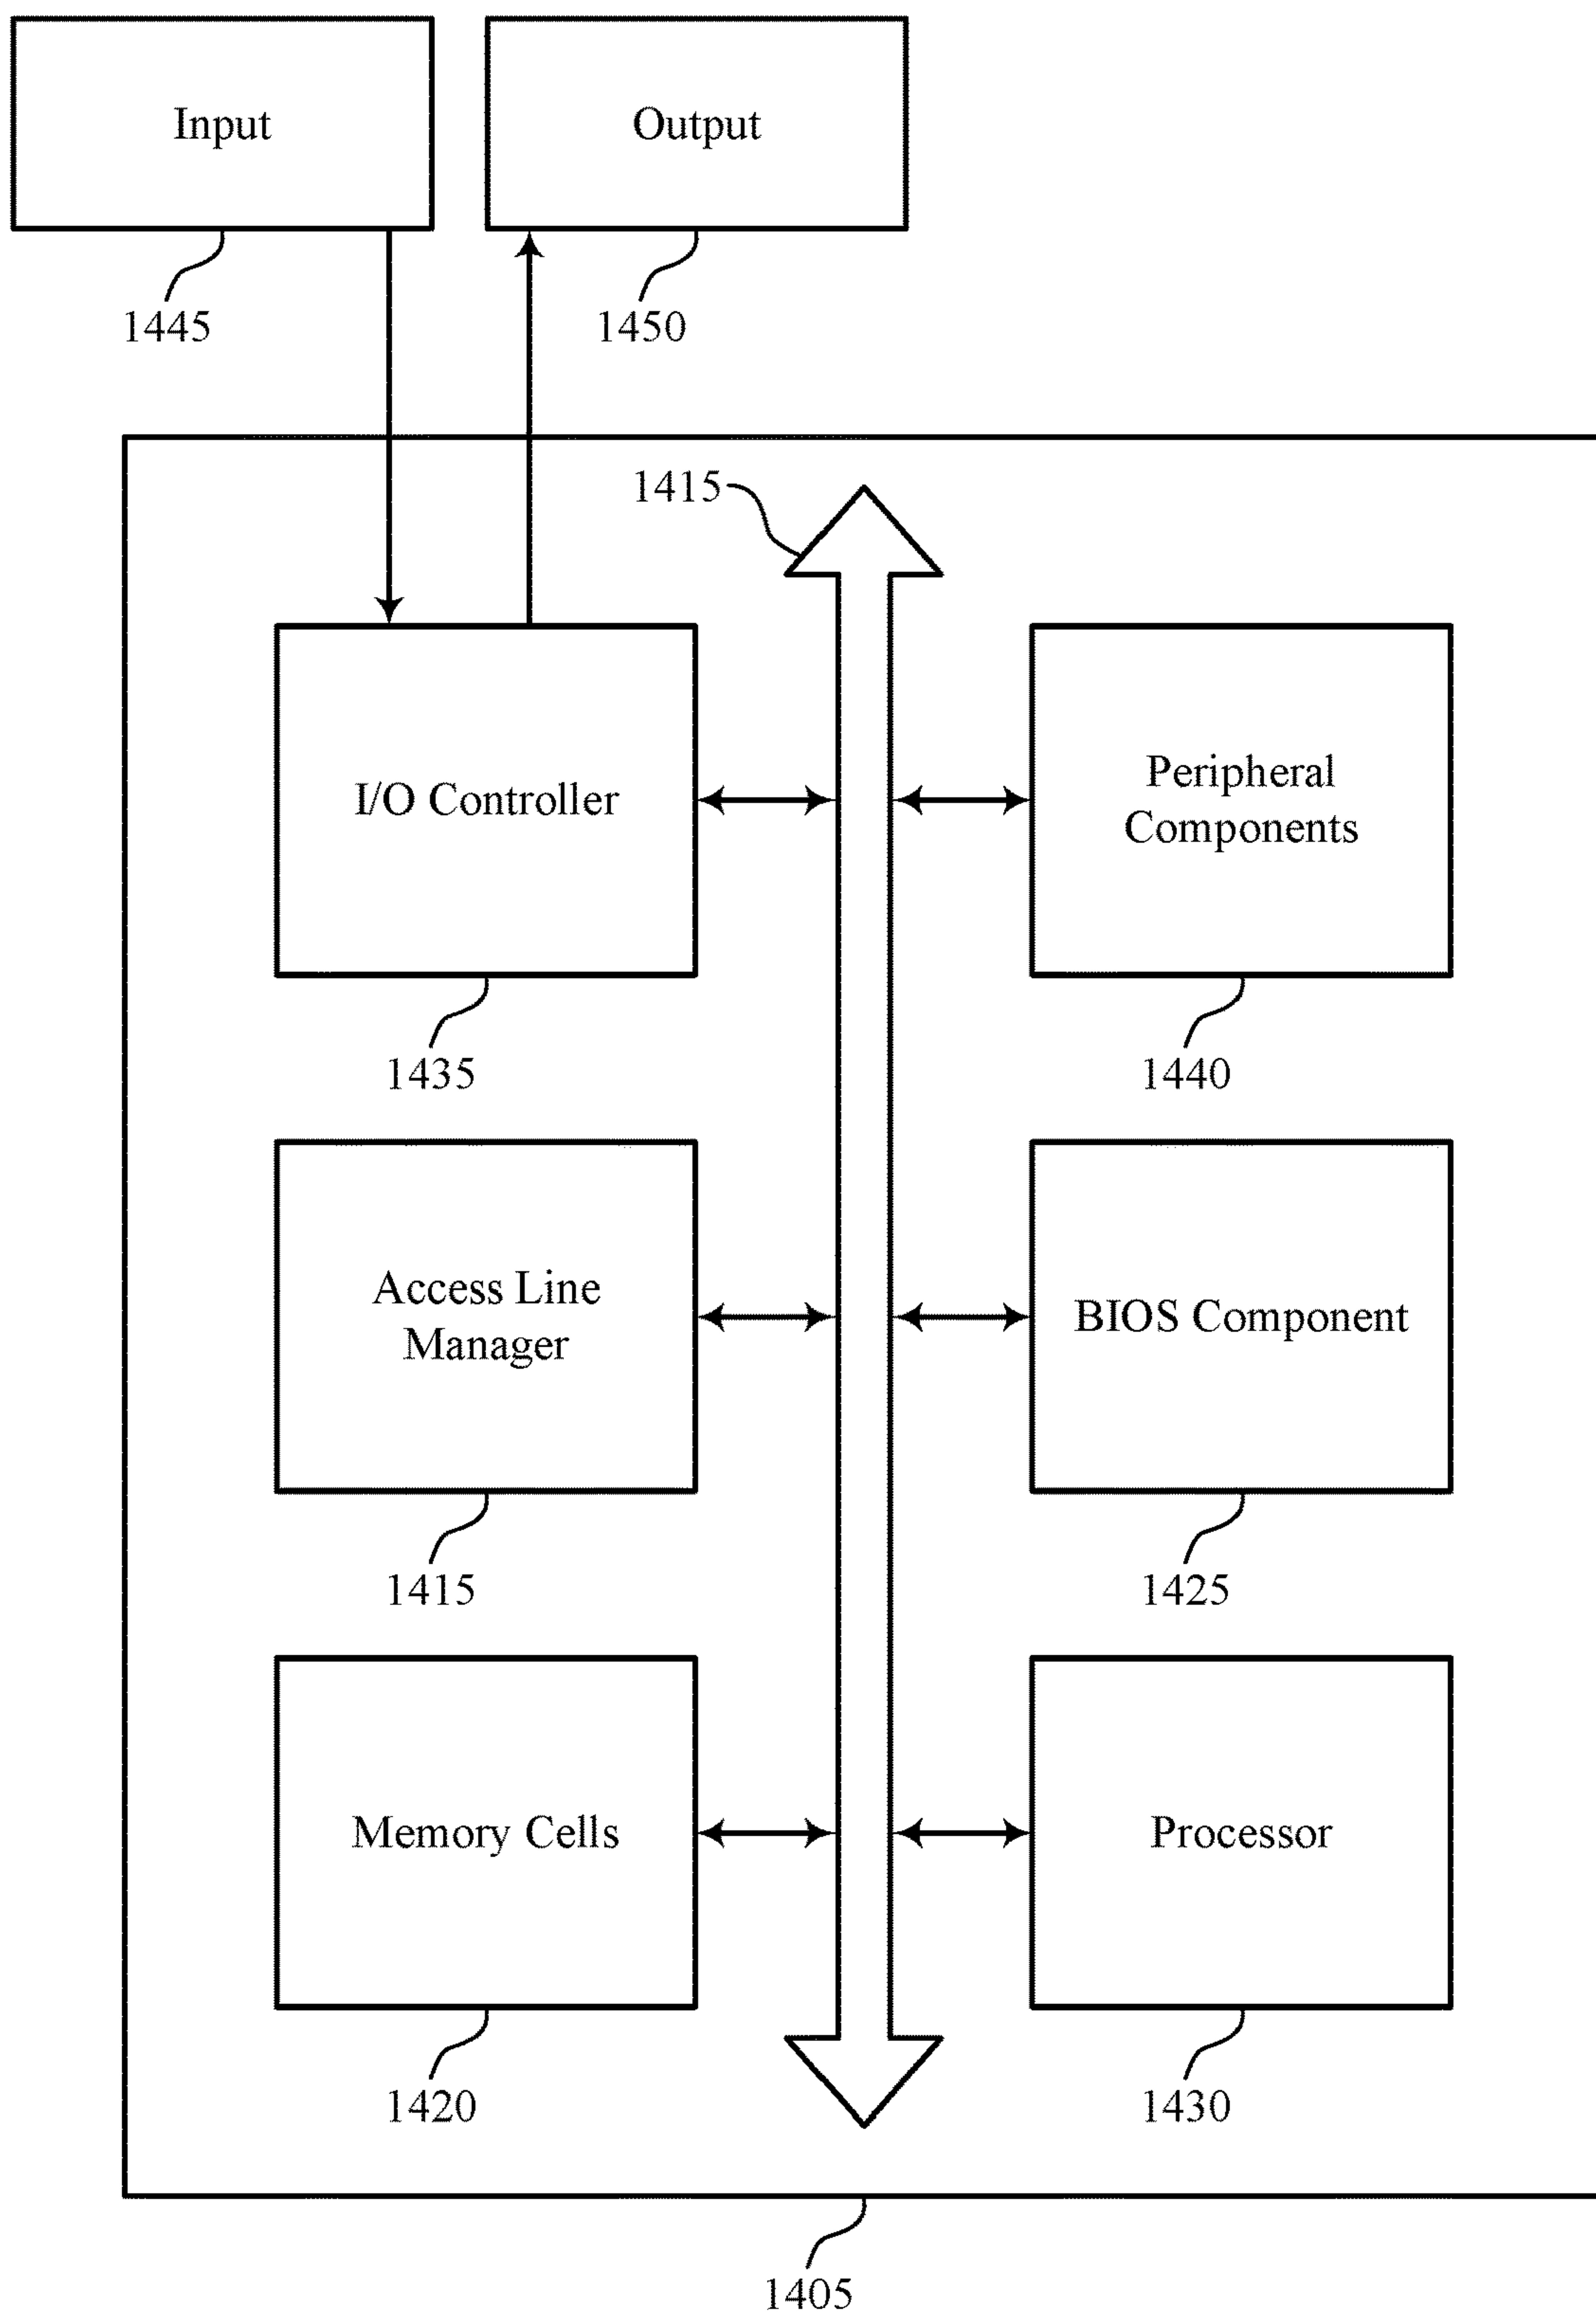 Input
Output
1445
1450
1415
I/O Controller
Peripheral
Components
1435
1440
Access Line
Manager
BIOS Component
1415
1425
Memory Cells
Processor
1420
1430
1405